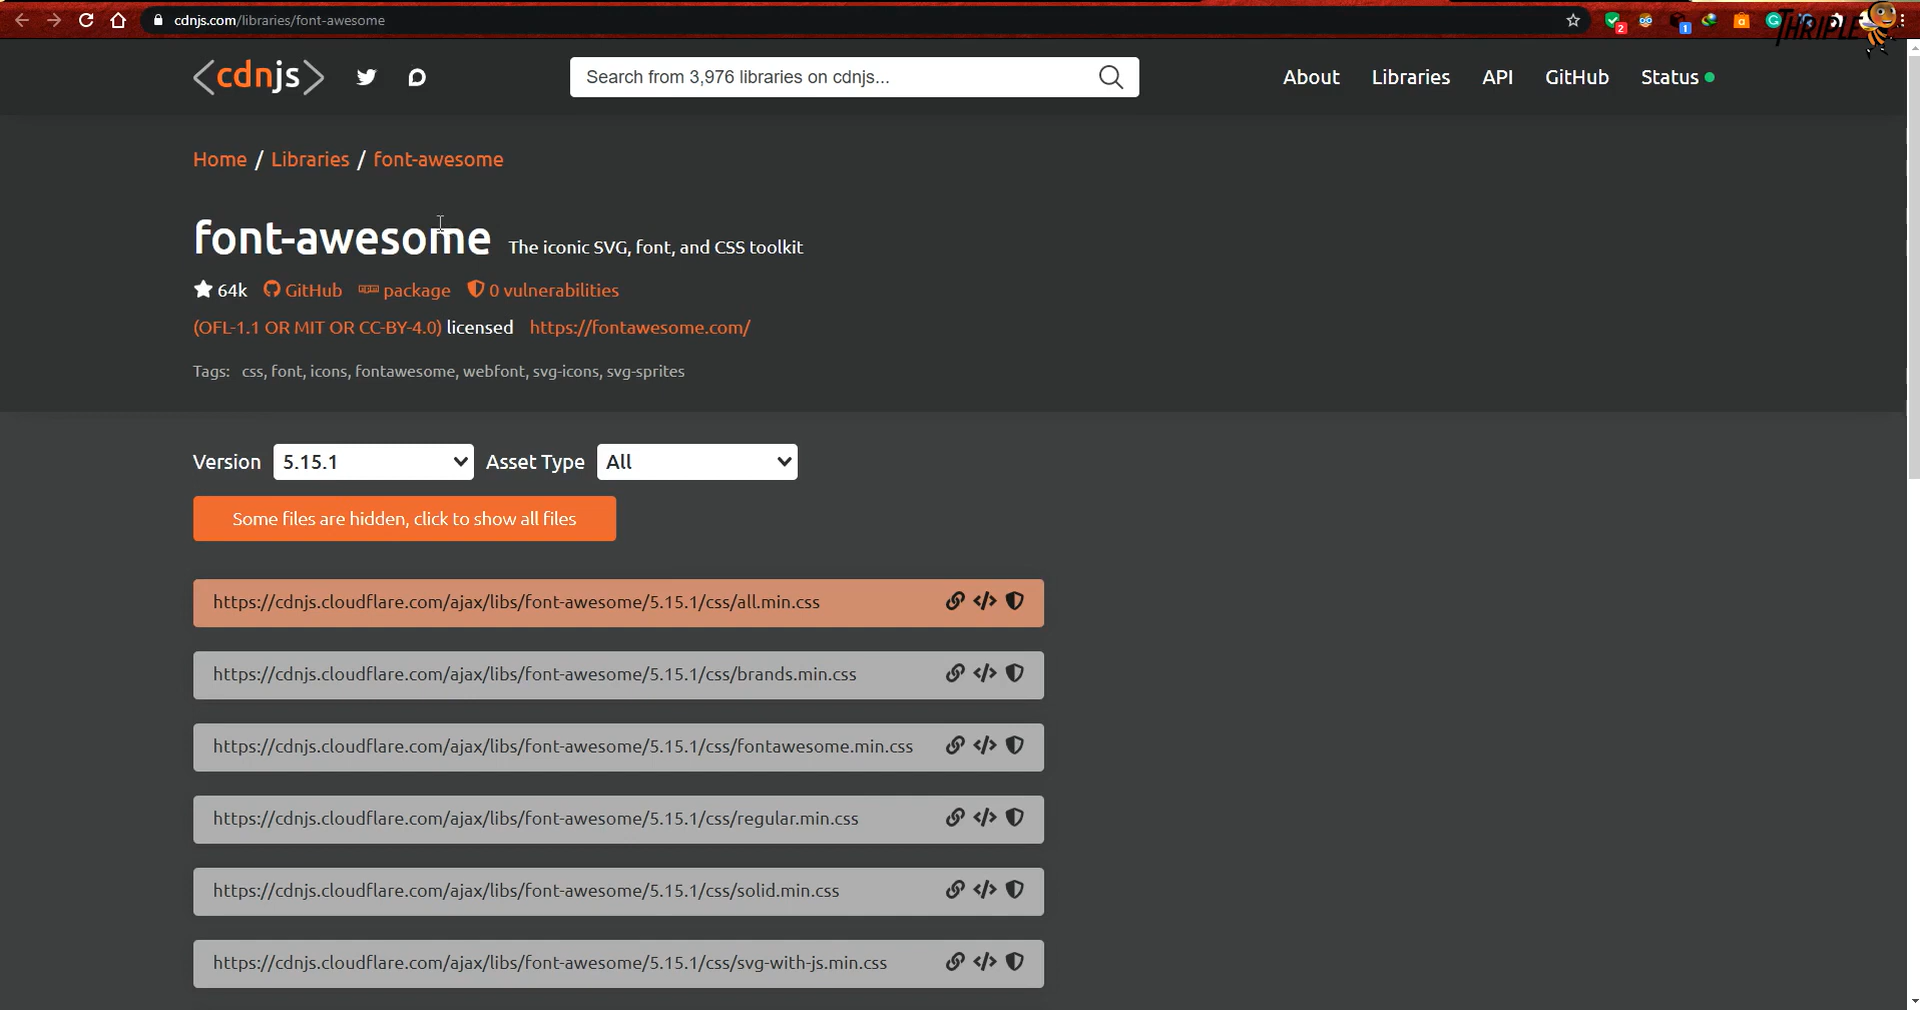 cdnjs.com/libraries/font-awesome
THRIPLE
2
1
<cdnjs>
Search from 3,976 libraries on cdnjs...
About
Libraries
API
GitHub
Status
Home / Libraries / font-awesome
font-awesome The iconic SVG, font, and CSS toolkit
64k GitHub package 0 vulnerabilities
(OFL-1.1 OR MIT OR CC-BY-4.0) licensed https://fontawesome.com/
Tags: css, font, icons, fontawesome, webfont, svg-icons, svg-sprites
Version 5.15.1 Asset Type All
Some files are hidden, click to show all files
https://cdnjs.cloudflare.com/ajax/libs/font-awesome/5.15.1/css/all.min.css
https://cdnjs.cloudflare.com/ajax/libs/font-awesome/5.15.1/css/brands.min.css
https://cdnjs.cloudflare.com/ajax/libs/font-awesome/5.15.1/css/fontawesome.min.css
https://cdnjs.cloudflare.com/ajax/libs/font-awesome/5.15.1/css/regular.min.css
https://cdnjs.cloudflare.com/ajax/libs/font-awesome/5.15.1/css/solid.min.css
https://cdnjs.cloudflare.com/ajax/libs/font-awesome/5.15.1/css/svg-with-js.min.css